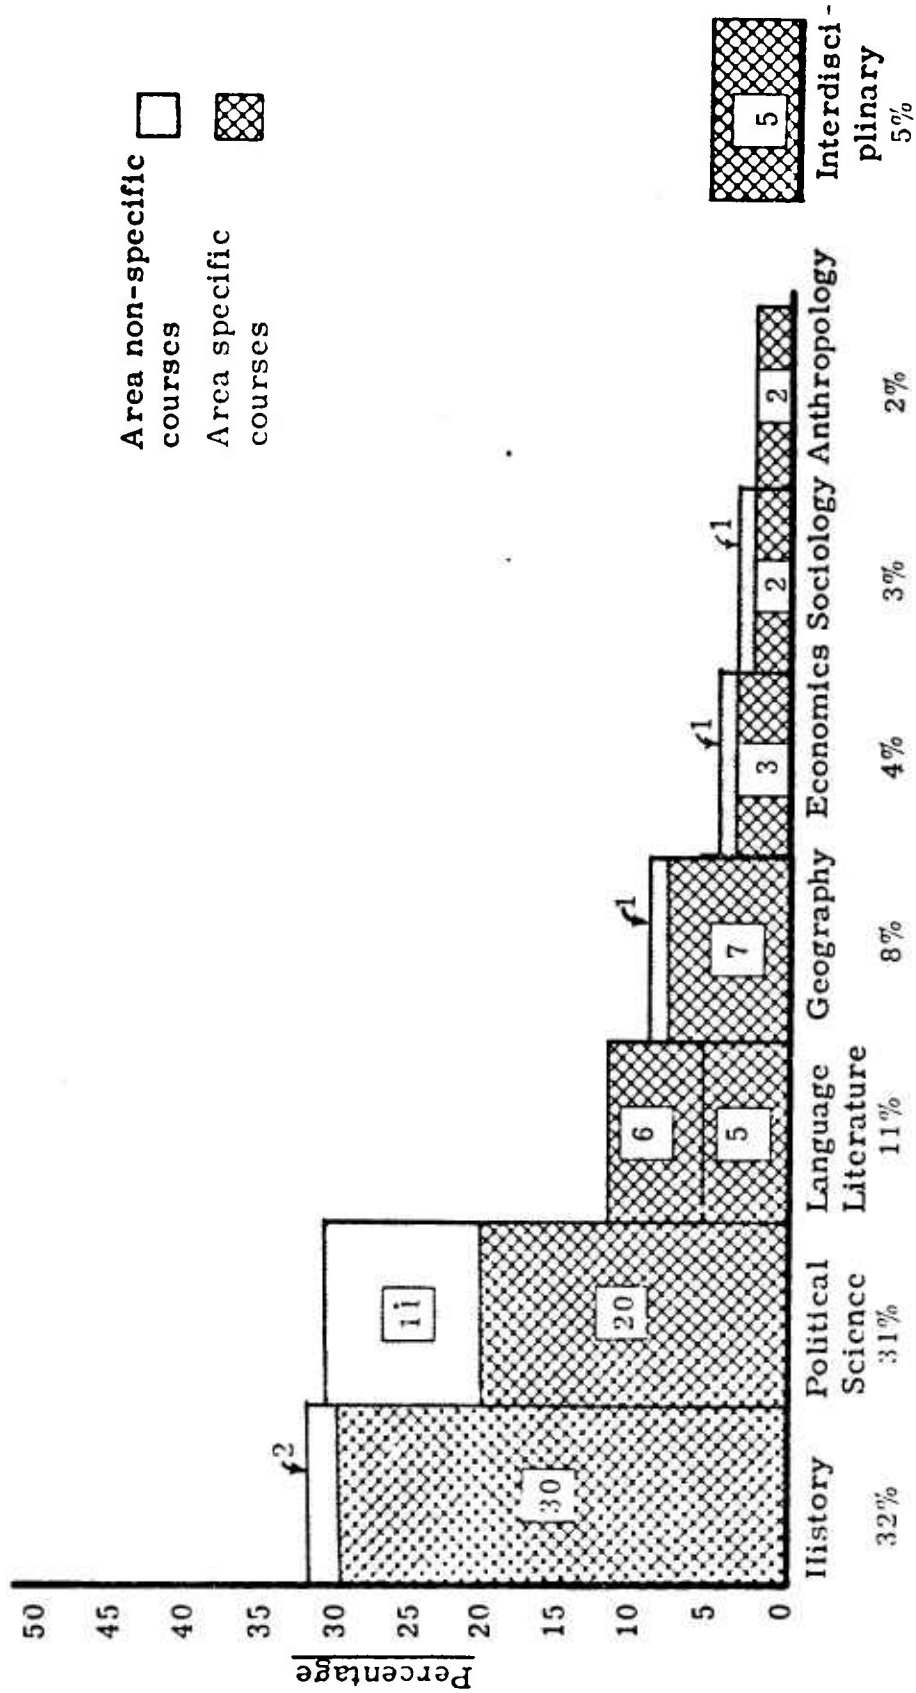 Area non-specific
courses
Area specific
courses
Percentage
50
45
40
35
30
25
20
15
10
5
0
2
30
11
20
6
5
1
7
1
3
1
2
2
5
History
32%
Political
Science
31%
Language
Literature
11%
Geography
8%
Economics
4%
Sociology
3%
Anthropology
2%
Interdisci-
plinary
5%